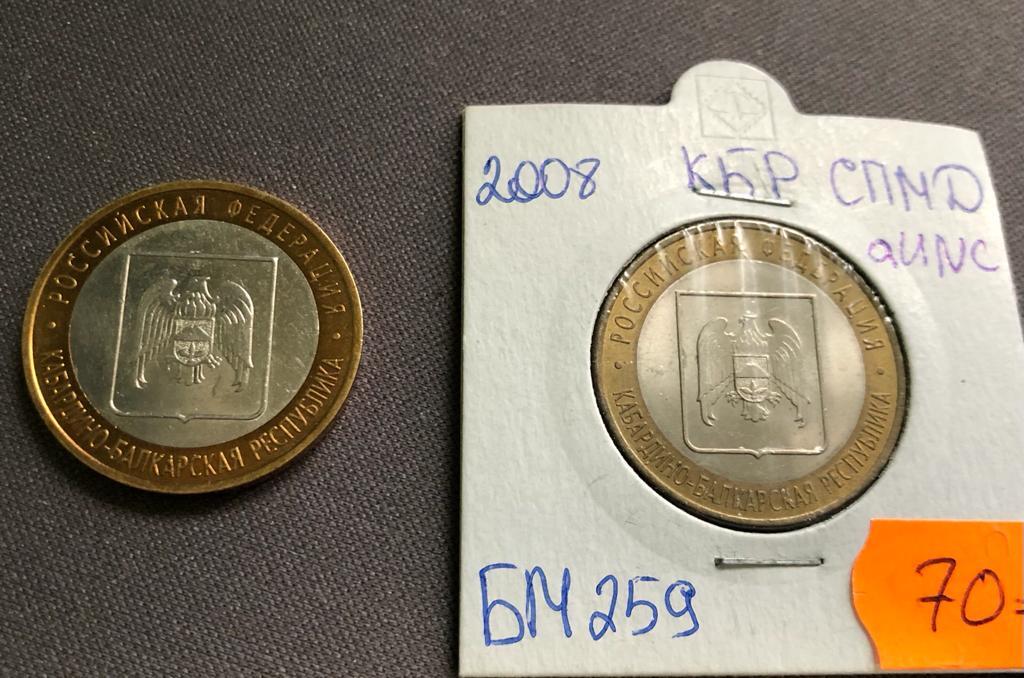 РОССИЙСКАЯ ФЕДЕРАЦИЯ
• КАБАРДИНО-БАЛКАРСКАЯ РЕСПУБЛИКА •
2008 КБР СПМД
aUNC
РОССИЙСКАЯ ФЕДЕРАЦИЯ
• КАБАРДИНО-БАЛКАРСКАЯ РЕСПУБЛИКА •
БМ 259
70=